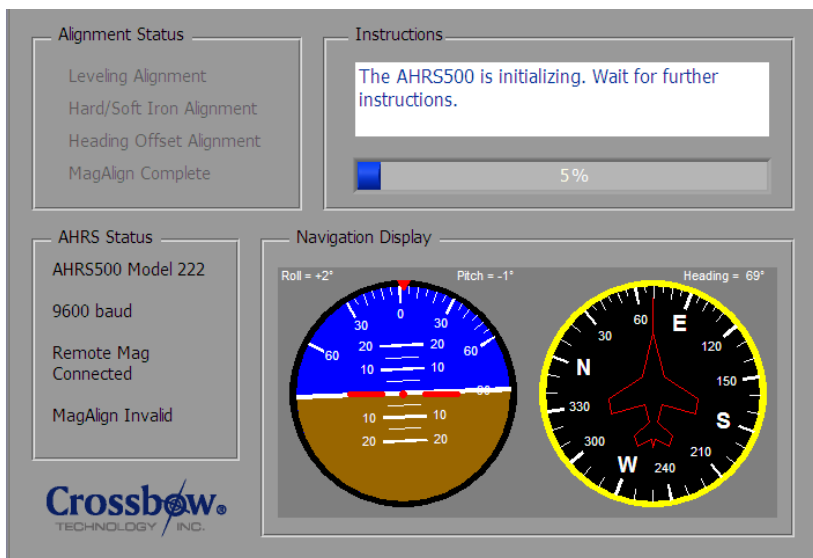 Alignment Status
Leveling Alignment
Hard/Soft Iron Alignment
Heading Offset Alignment
MagAlign Complete
Instructions
The AHRS500 is initializing. Wait for further
instructions.
5%
AHRS Status
AHRS500 Model 222
9600 baud
Remote Mag
Connected
MagAlign Invalid
Navigation Display
Roll = +2° Pitch = -1° Heading = 69°
0
30 30
60 60
20 20
10 10
90
10 10
20 20
N
30
60
E
120
150
S
210
240
W
300
330
Crossbow®
TECHNOLOGY INC.